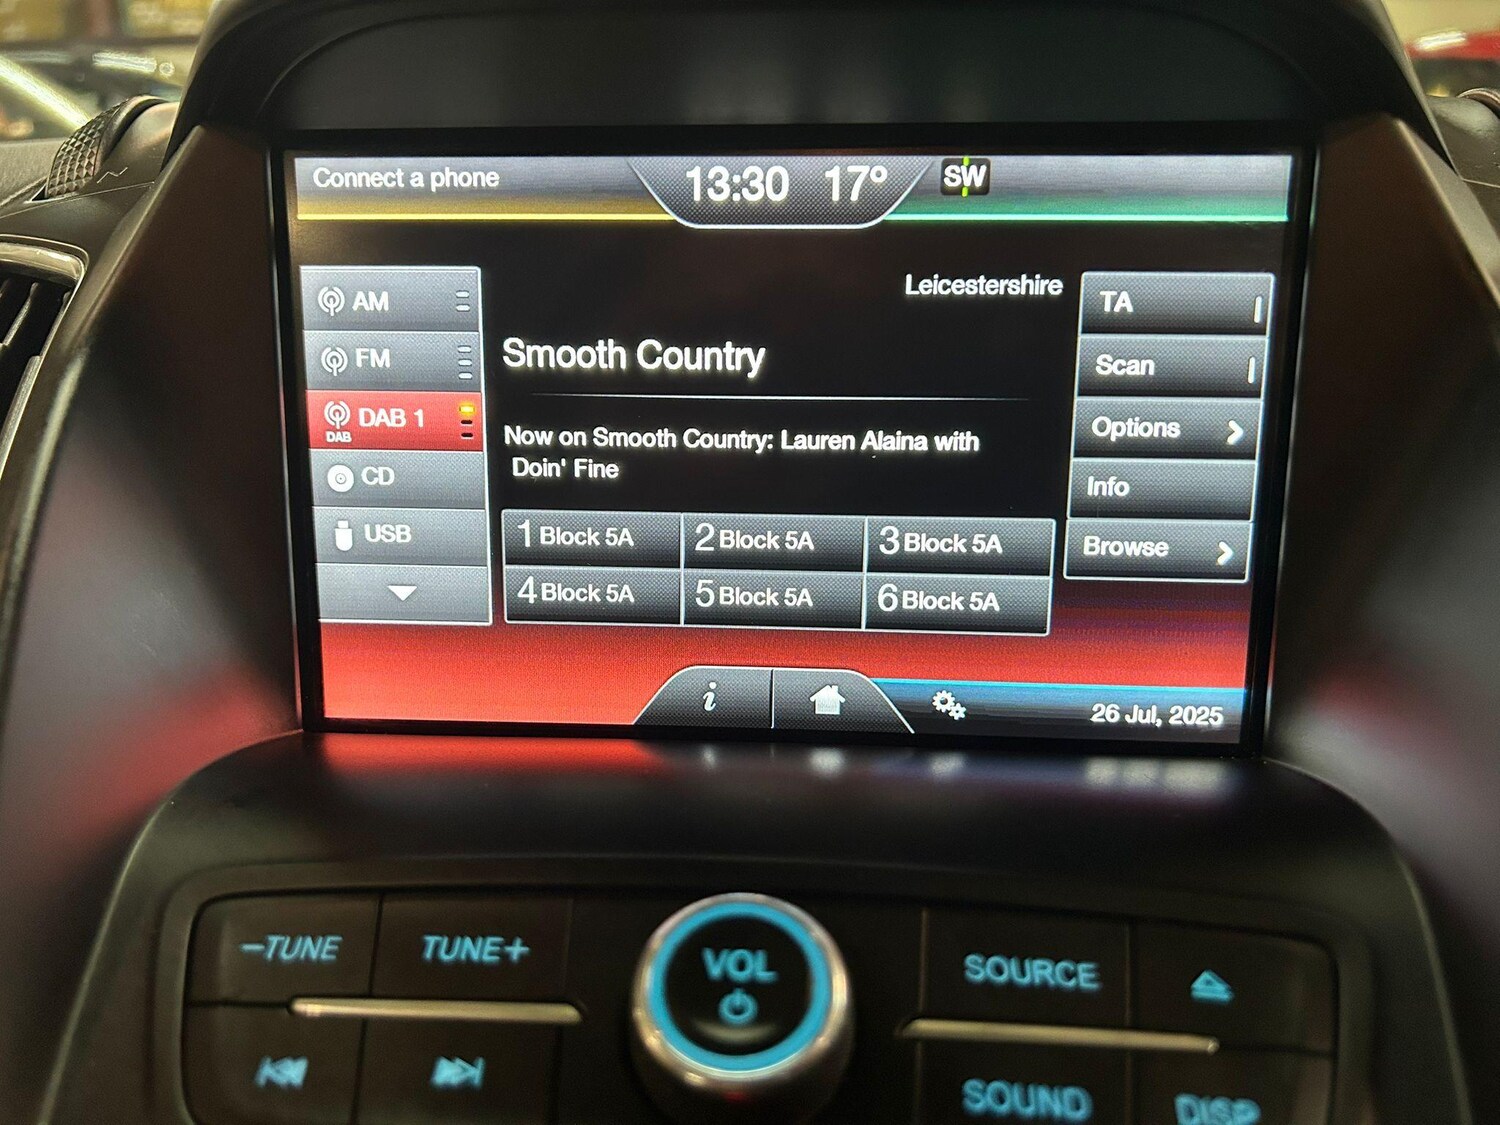 Connect a phone
13:30 17°
SW
Leicestershire
AM
FM
DAB 1
DAB
CD
USB
Smooth Country
Now on Smooth Country: Lauren Alaina with
Doin' Fine
1 Block 5A
2 Block 5A
3 Block 5A
4 Block 5A
5 Block 5A
6 Block 5A
TA
Scan
Options
Info
Browse
i
26 Jul, 2025
−TUNE
TUNE+
VOL
SOURCE
SOUND
DISP